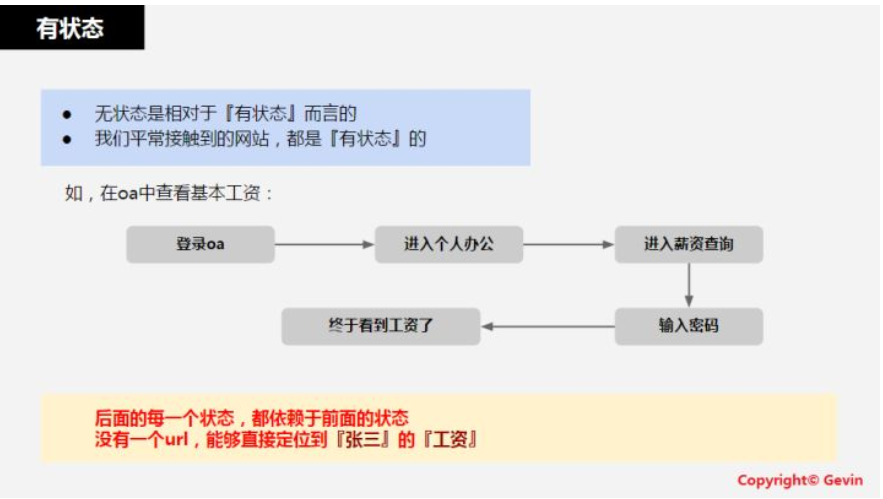 有状态
● 无状态是相对于『有状态』而言的
● 我们平常接触到的网站，都是『有状态』的
如，在oa中查看基本工资：
登录oa
进入个人办公
进入薪资查询
输入密码
终于看到工资了
后面的每一个状态，都依赖于前面的状态
没有一个url，能够直接定位到『张三』的『工资』
Copyright© Gevin